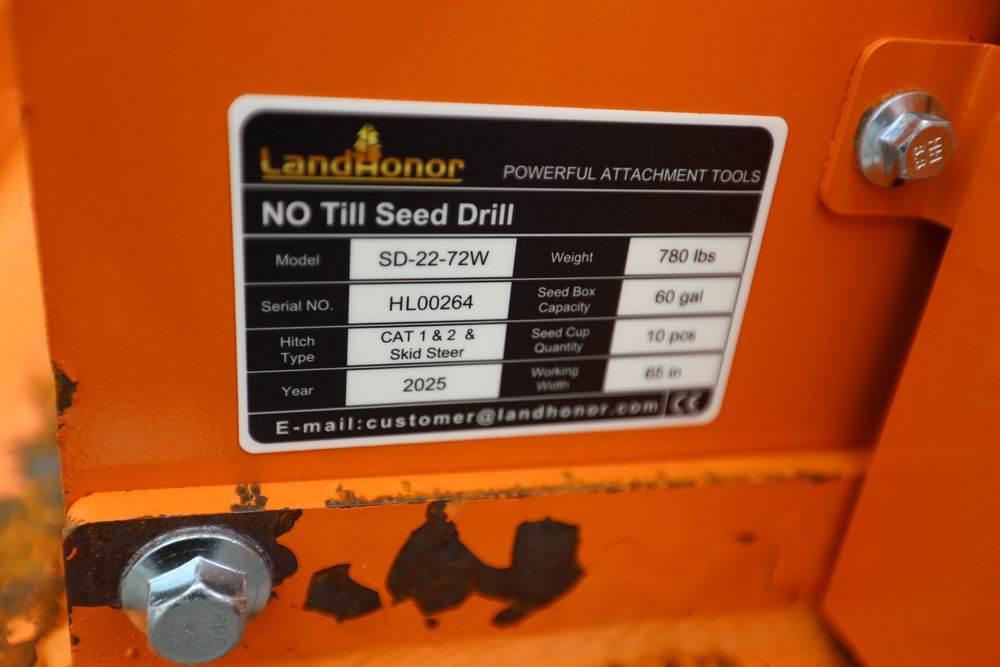 LandHonor
POWERFUL ATTACHMENT TOOLS
NO Till Seed Drill
Model SD-22-72W Weight 780 lbs
Serial NO. HL00264 Seed Box Capacity 60 gal
Hitch Type CAT 1 & 2 & Skid Steer Seed Cup Quantity 10 pcs
Year 2025 Working Width 65 in
E-mail:customer@landhonor.com CE